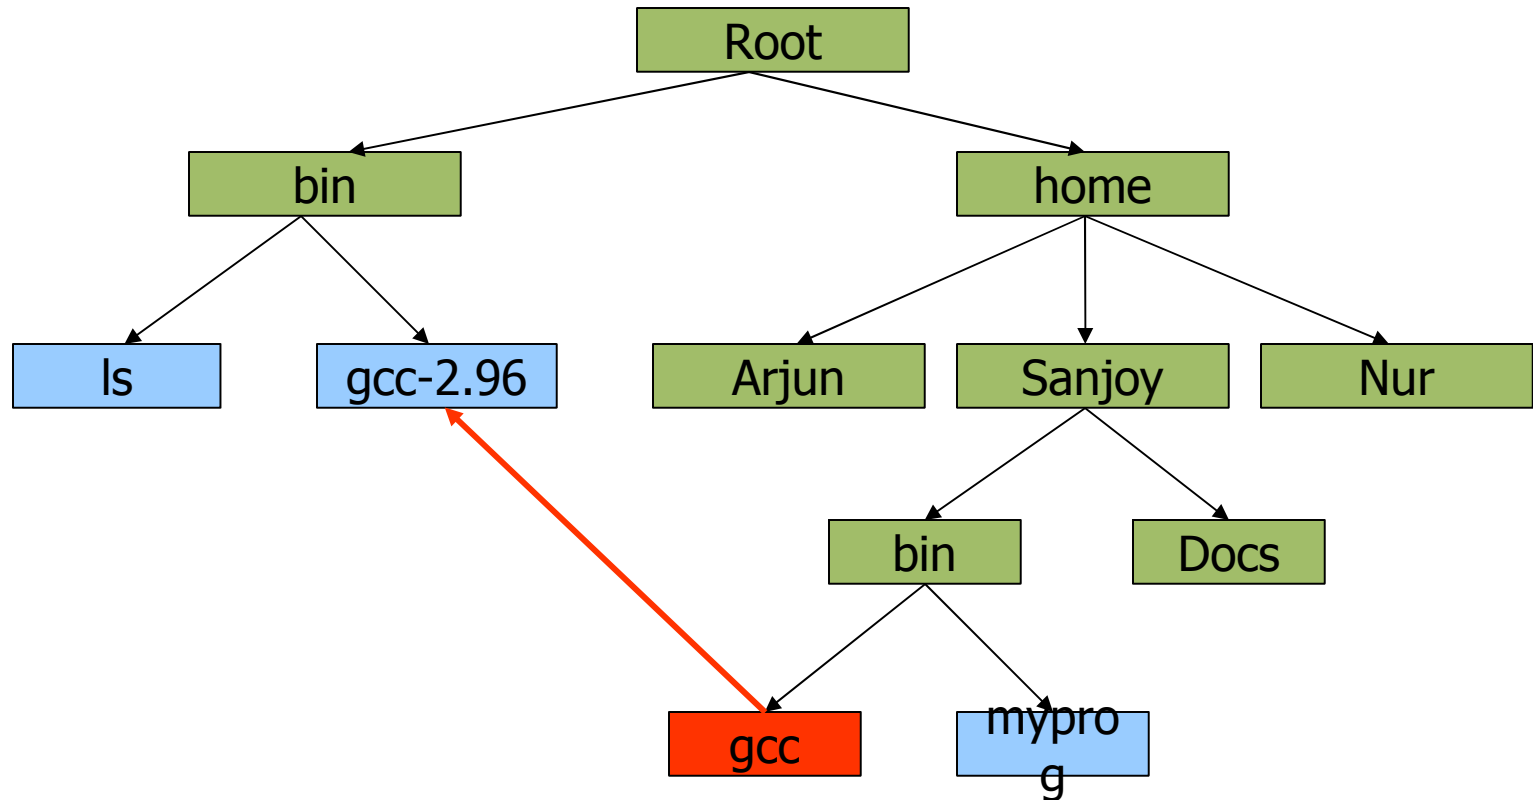 Root
bin
home
ls
gcc-2.96
Arjun
Sanjoy
Nur
bin
Docs
gcc
mypro
g